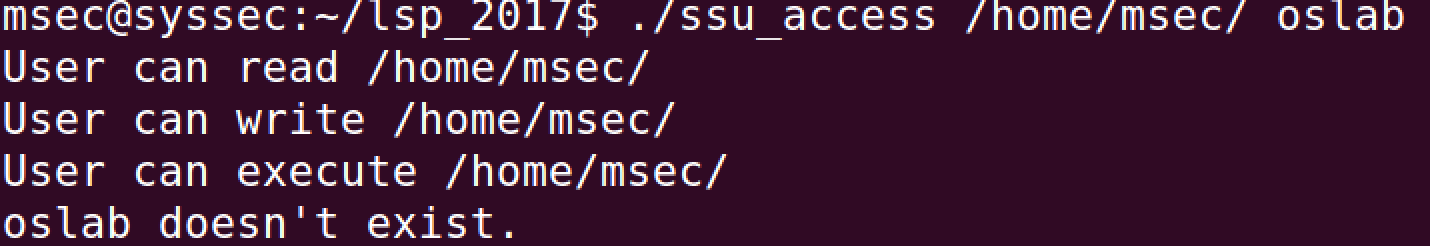 msec@syssec:~/lsp_2017$ ./ssu_access /home/msec/ oslab
User can read /home/msec/
User can write /home/msec/
User can execute /home/msec/
oslab doesn't exist.